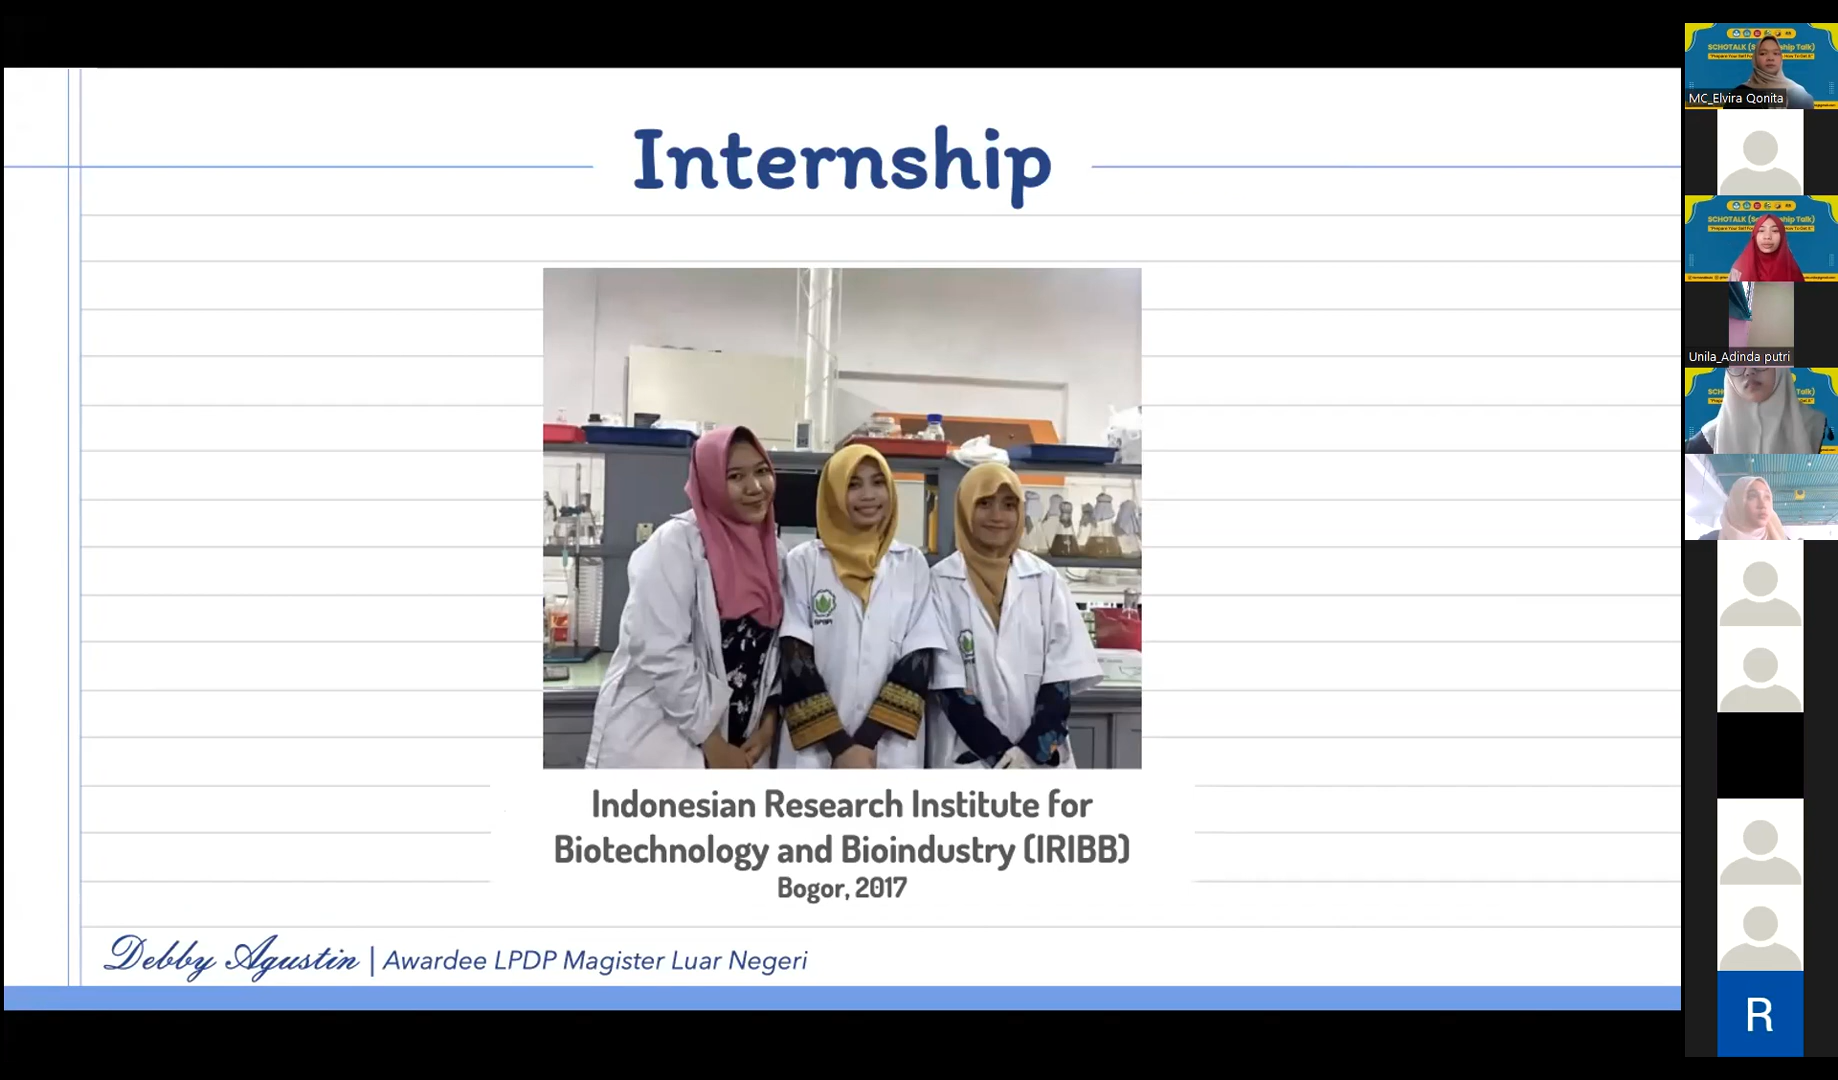 Internship
Indonesian Research Institute for
Biotechnology and Bioindustry (IRIBB)
Bogor, 2017
Debby Agustin | Awardee LPDP Magister Luar Negeri
MC_Elvira Qonita
Unila_Adinda putri
R